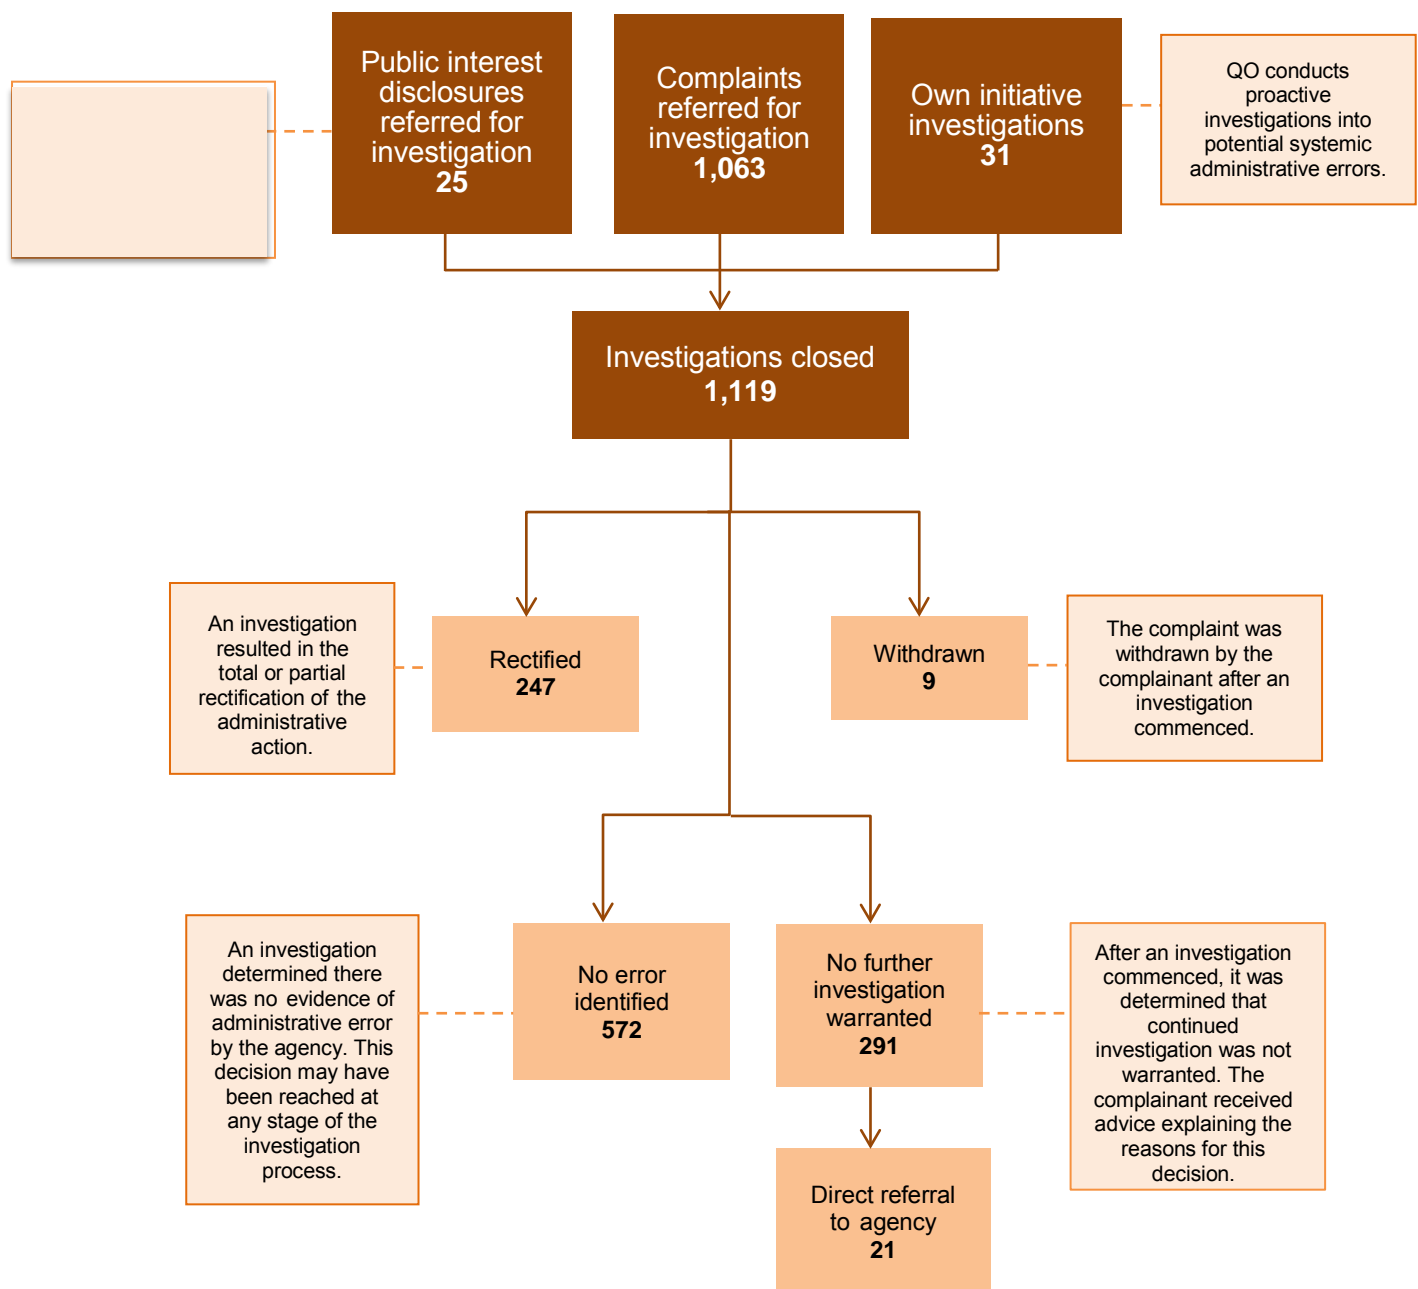 Public interest
disclosures
referred for
investigation
25
Complaints
referred for
investigation
1,063
Own initiative
investigations
31
QO conducts
proactive
investigations into
potential systemic
administrative errors.
Investigations closed
1,119
An investigation
resulted in the
total or partial
rectification of the
administrative
action.
Rectified
247
Withdrawn
9
The complaint was
withdrawn by the
complainant after an
investigation
commenced.
An investigation
determined there
was no evidence of
administrative error
by the agency. This
decision may have
been reached at
any stage of the
investigation
process.
No error
identified
572
No further
investigation
warranted
291
After an investigation
commenced, it was
determined that
continued
investigation was not
warranted. The
complainant received
advice explaining the
reasons for this
decision.
Direct referral
to agency
21